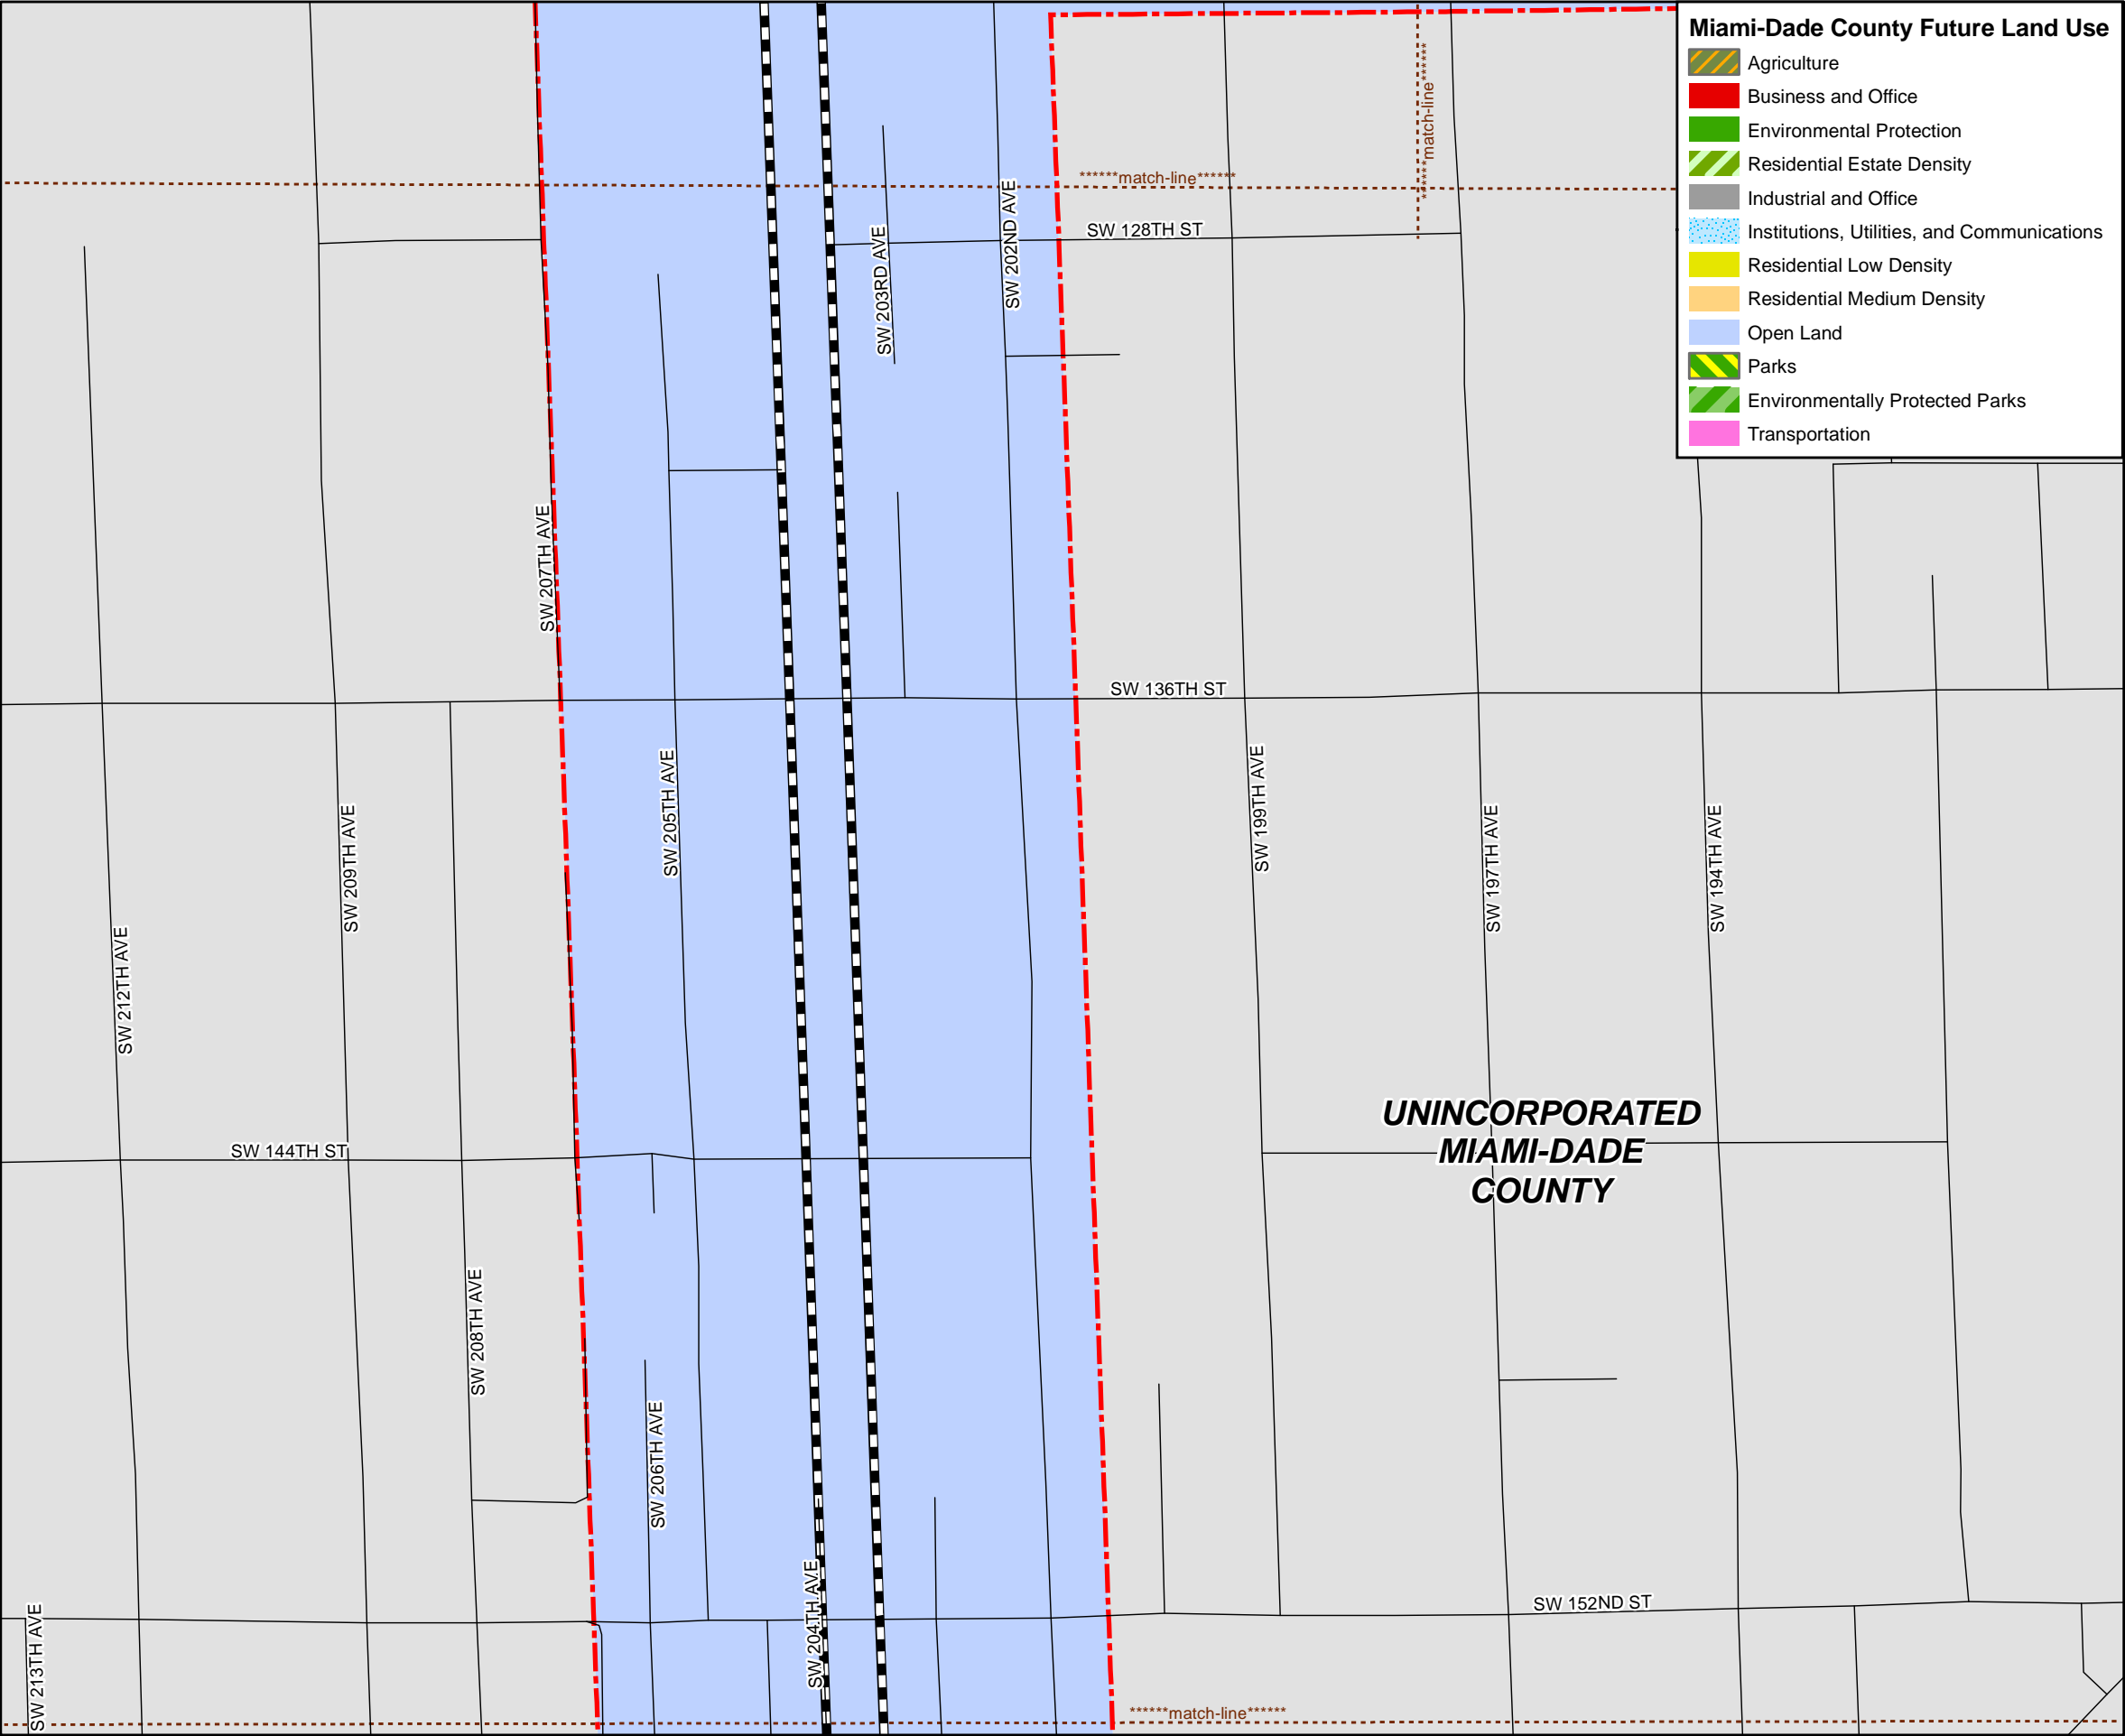 Miami-Dade County Future Land Use
Agriculture
Business and Office
Environmental Protection
Residential Estate Density
Industrial and Office
Institutions, Utilities, and Communications
Residential Low Density
Residential Medium Density
Open Land
Parks
Environmentally Protected Parks
Transportation
******match-line******
******match-line******
SW 128TH ST
SW 203RD AVE
SW 202ND AVE
SW 207TH AVE
SW 136TH ST
SW 205TH AVE
SW 199TH AVE
SW 209TH AVE
SW 197TH AVE
SW 194TH AVE
SW 212TH AVE
UNINCORPORATED
MIAMI-DADE
COUNTY
SW 144TH ST
SW 208TH AVE
SW 206TH AVE
SW 204TH AVE
SW 152ND ST
SW 213TH AVE
******match-line******